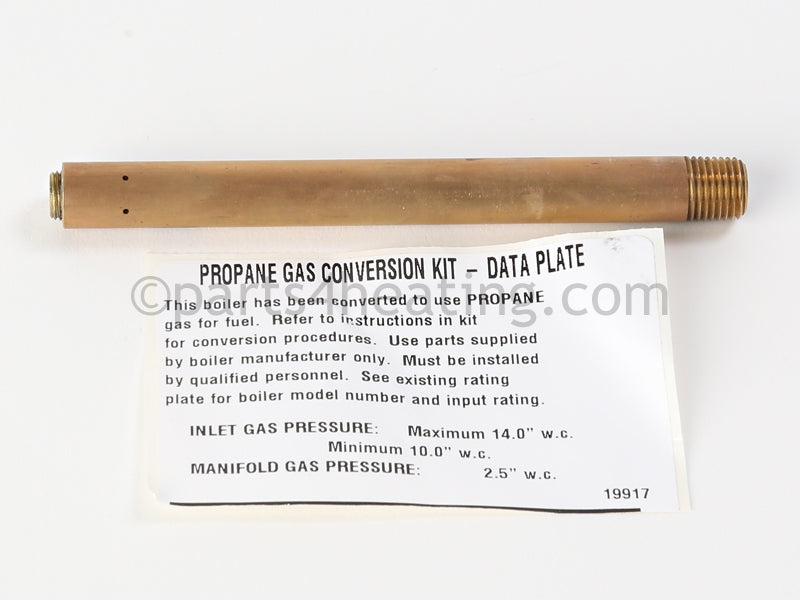 PROPANE GAS CONVERSION KIT – DATA PLATE
©parts4heating.com
This boiler has been converted to use PROPANE
gas for fuel. Refer to instructions in kit
for conversion procedures. Use parts supplied
by boiler manufacturer only. Must be installed
by qualified personnel. See existing rating
plate for boiler model number and input rating.
INLET GAS PRESSURE: Maximum 14.0" w.c.
Minimum 10.0" w.c.
MANIFOLD GAS PRESSURE: 2.5" w.c.
19917